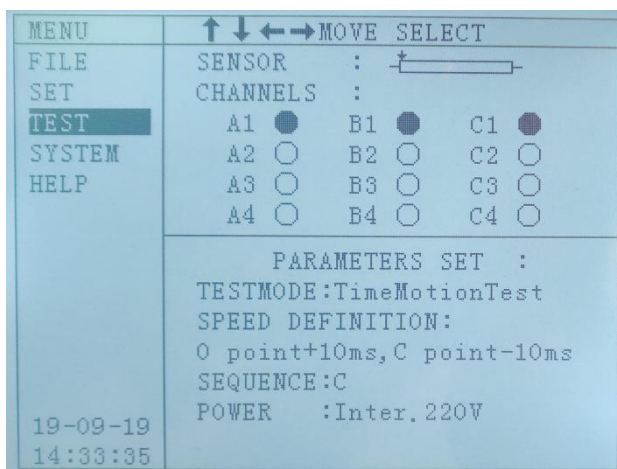 MENU
↑↓←→MOVE SELECT
FILE
SET
TEST
SYSTEM
HELP
SENSOR :
CHANNELS :
A1 B1 C1
A2 B2 C2
A3 B3 C3
A4 B4 C4
PARAMETERS SET :
TESTMODE:TimeMotionTest
SPEED DEFINITION:
O point+10ms,C point-10ms
SEQUENCE:C
POWER :Inter.220V
19-09-19
14:33:35